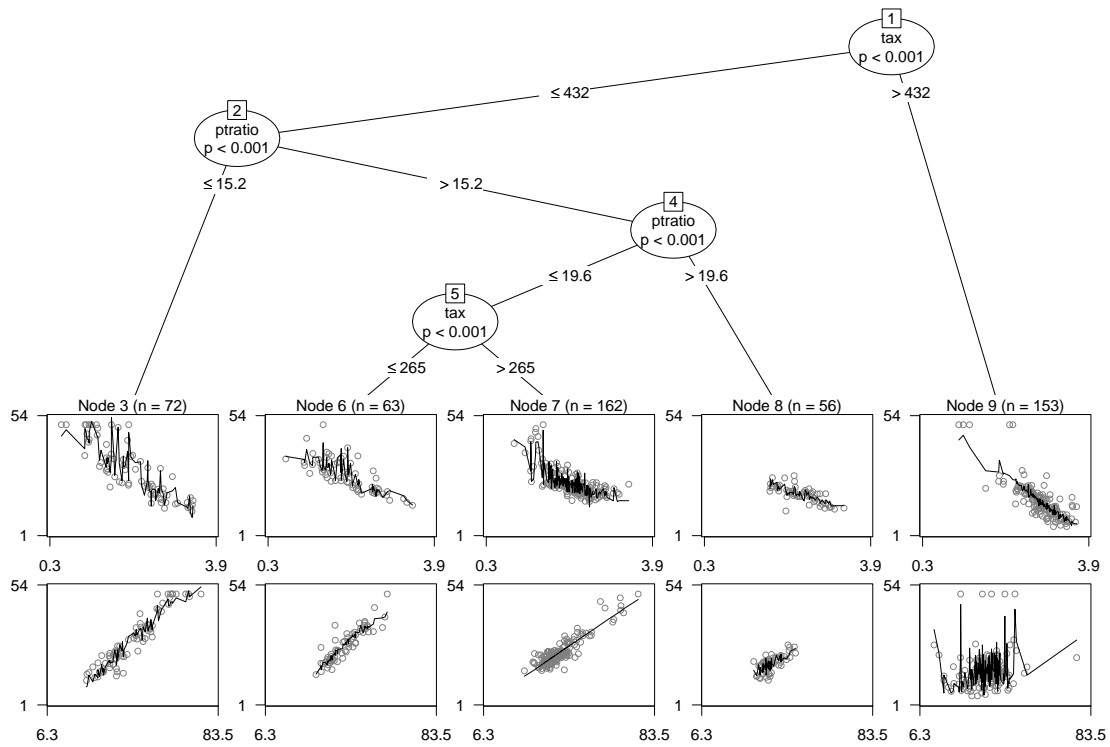 1
tax
p < 0.001
≤ 432
> 432
2
ptratio
p < 0.001
≤ 15.2
> 15.2
4
ptratio
p < 0.001
≤ 19.6
> 19.6
5
tax
p < 0.001
≤ 265
> 265
Node 3 (n = 72)
Node 6 (n = 63)
Node 7 (n = 162)
Node 8 (n = 56)
Node 9 (n = 153)
54 54 54 54 54
1 1 1 1 1
0.3 3.9 0.3 3.9 0.3 3.9 0.3 3.9 0.3 3.9
54 54 54 54 54
1 1 1 1 1
6.3 83.5 6.3 83.5 6.3 83.5 6.3 83.5 6.3 83.5